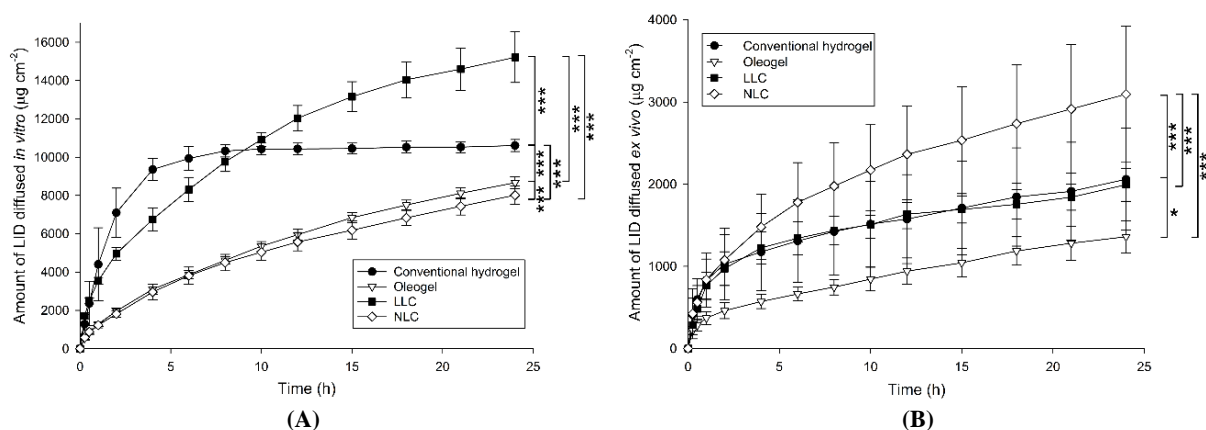 (A)
Amount of LID diffused in vitro (µg cm⁻²)
16000
14000
12000
10000
8000
6000
4000
2000
0
Conventional hydrogel
Oleogel
LLC
NLC
***
***
***
***
***
***
0 5 10 15 20 25
Time (h)
(A)
B)
Amount of LID diffused ex vivo (µg cm⁻²)
4000
3000
2000
1000
0
Conventional hydrogel
Oleogel
LLC
NLC
***
***
***
*
0 5 10 15 20 25
Time (h)
(B)